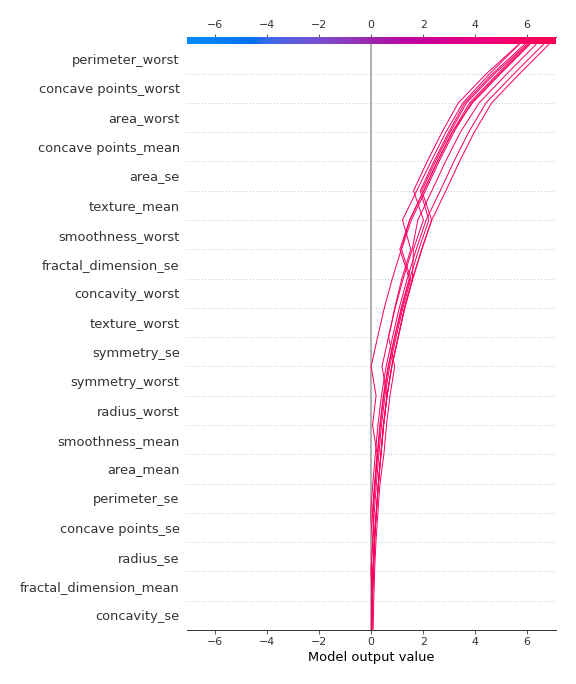 −6 −4 −2 0 2 4 6
perimeter_worst
concave points_worst
area_worst
concave points_mean
area_se
texture_mean
smoothness_worst
fractal_dimension_se
concavity_worst
texture_worst
symmetry_se
symmetry_worst
radius_worst
smoothness_mean
area_mean
perimeter_se
concave points_se
radius_se
fractal_dimension_mean
concavity_se
−6 −4 −2 0 2 4 6
Model output value